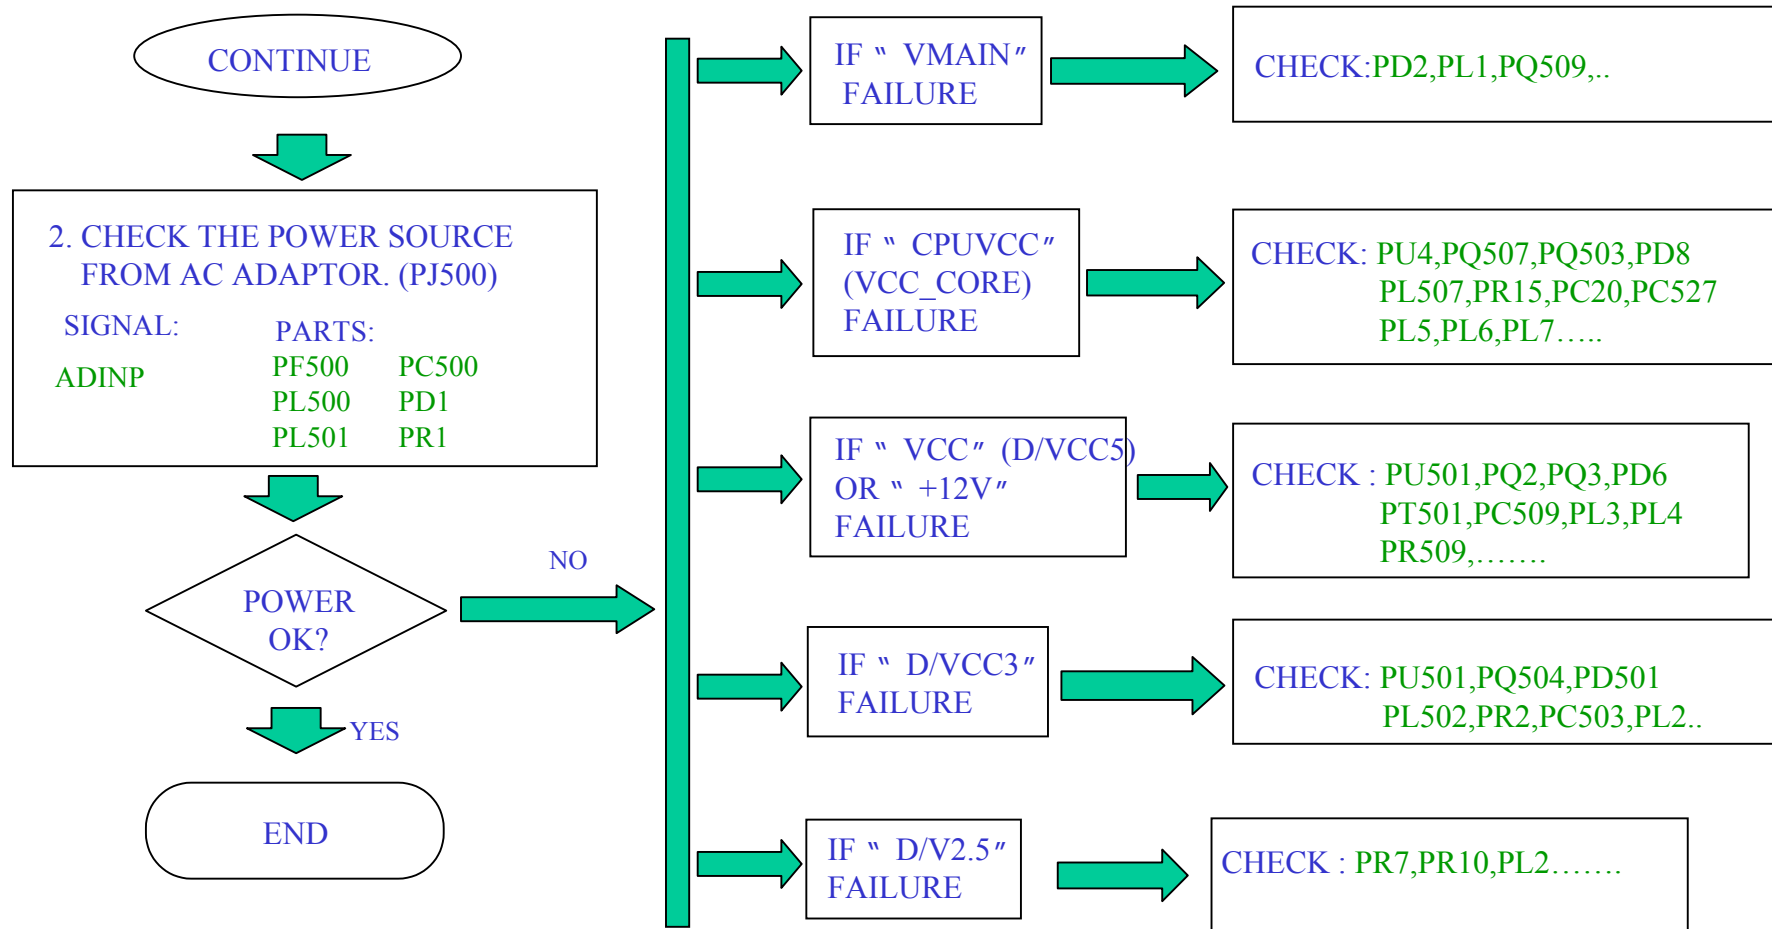 CONTINUE
2. CHECK THE POWER SOURCE
FROM AC ADAPTOR. (PJ500)
SIGNAL:
PARTS:
ADINP
PF500 PC500
PL500 PD1
PL501 PR1
POWER
OK?
NO
YES
END
IF “ VMAIN”
FAILURE
CHECK:PD2,PL1,PQ509,..
IF “ CPUVCC”
(VCC_CORE)
FAILURE
CHECK: PU4,PQ507,PQ503,PD8
PL507,PR15,PC20,PC527
PL5,PL6,PL7…..
IF “ VCC” (D/VCC5)
OR “ +12V”
FAILURE
CHECK : PU501,PQ2,PQ3,PD6
PT501,PC509,PL3,PL4
PR509,…….
IF “ D/VCC3”
FAILURE
CHECK: PU501,PQ504,PD501
PL502,PR2,PC503,PL2..
IF “ D/V2.5”
FAILURE
CHECK : PR7,PR10,PL2…….